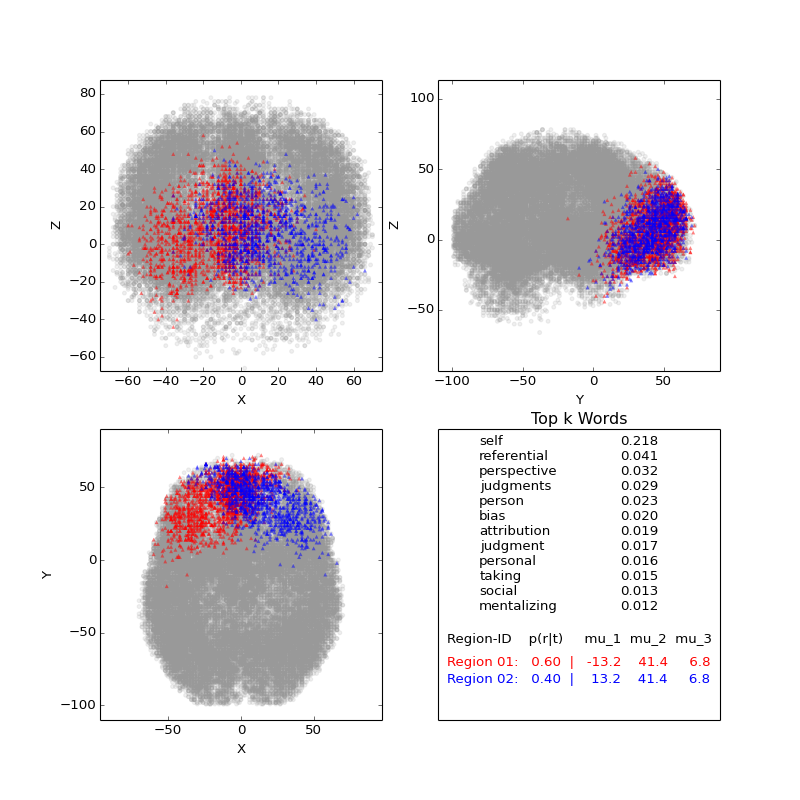 80
60
40
20
0
−20
−40
−60
Z
−60 −40 −20 0 20 40 60
X
100
50
0
−50
Z
−100 −50 0 50
Y
50
0
−50
−100
Y
−50 0 50
X
Top k Words
self 0.218
referential 0.041
perspective 0.032
judgments 0.029
person 0.023
bias 0.020
attribution 0.019
judgment 0.017
personal 0.016
taking 0.015
social 0.013
mentalizing 0.012
Region-ID p(r|t) mu_1 mu_2 mu_3
Region 01: 0.60 | -13.2 41.4 6.8
Region 02: 0.40 | 13.2 41.4 6.8